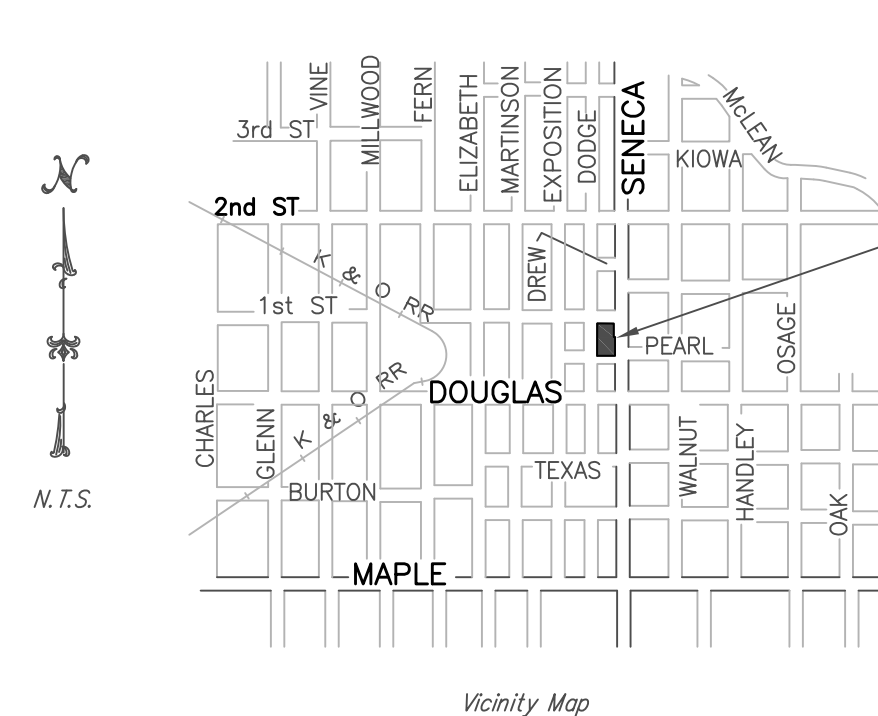 VINE
MILLWOOD
FERN
ELIZABETH
MARTINSON
EXPOSITION
DODGE
SENECA
McLEAN
3rd ST
KIOWA
N
2nd ST
K & O RR
DREW
1st ST
OSAGE
PEARL
K & O RR
DOUGLAS
CHARLES
GLENN
WALNUT
HANDLEY
TEXAS
BURTON
OAK
N.T.S.
MAPLE
Vicinity Map